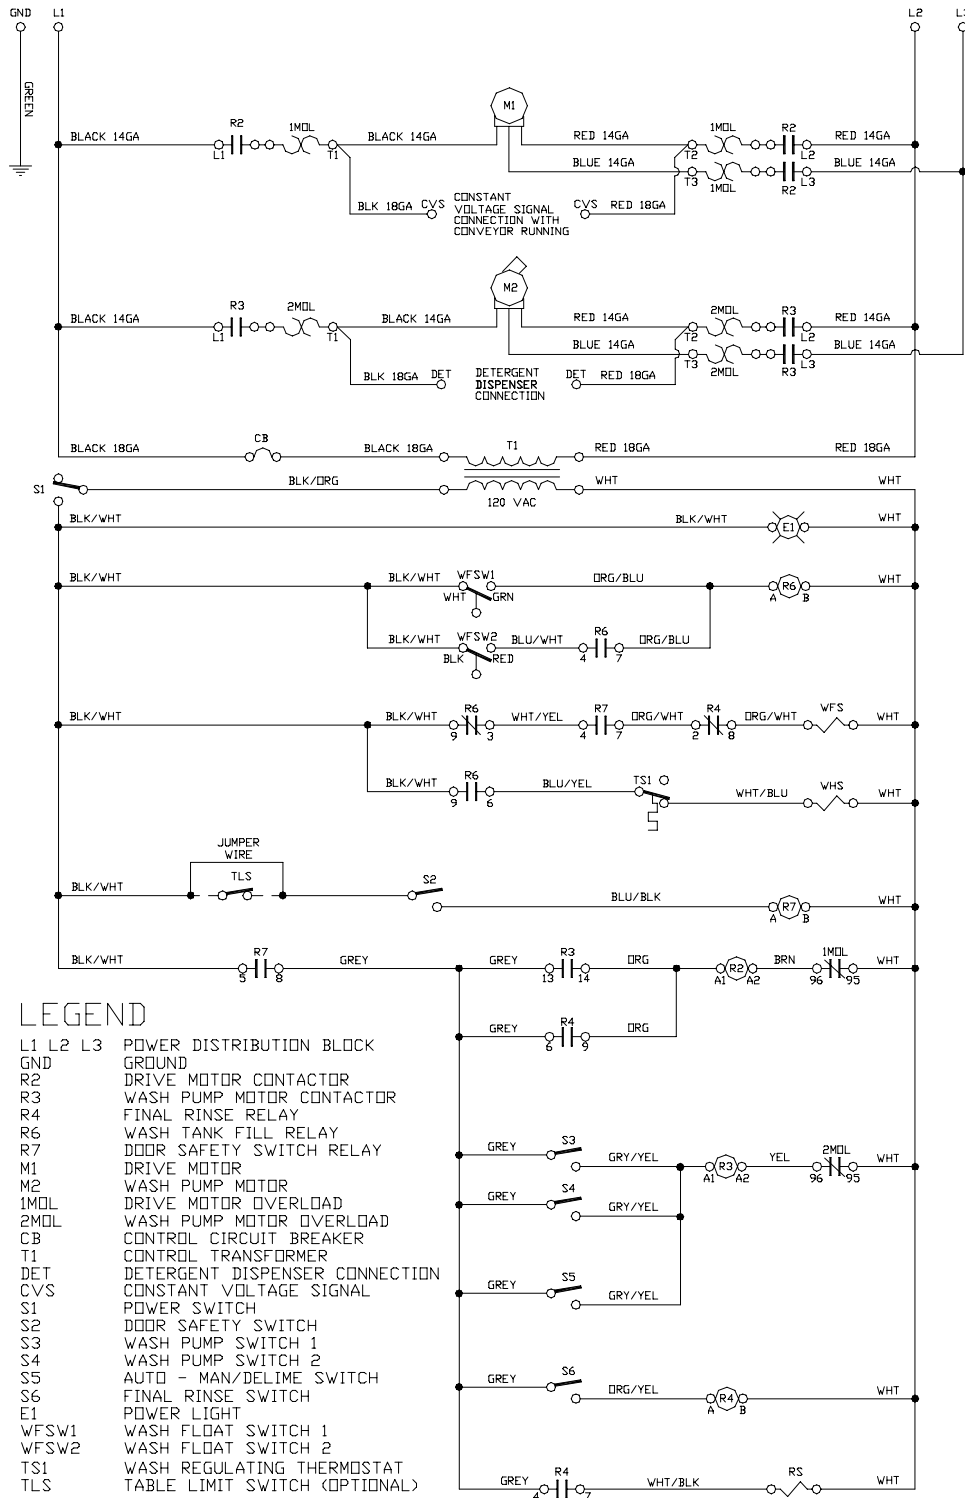 GND L1 L2 L3
GREEN
M1
BLACK 14GA R2 1MOL BLACK 14GA RED 14GA 1MOL R2 RED 14GA
L1 T1 T2 L2
BLUE 14GA BLUE 14GA
T3 1MOL R2 L3
BLK 18GA CVS CONSTANT VOLTAGE SIGNAL CONNECTION WITH CONVEYOR RUNNING CVS RED 18GA
M2
BLACK 14GA R3 2MOL BLACK 14GA RED 14GA 2MOL R3 RED 14GA
L1 T1 T2 L2
BLUE 14GA BLUE 14GA
T3 2MOL R3 L3
BLK 18GA DET DETERGENT DISPENSER CONNECTION DET RED 18GA
BLACK 18GA CB BLACK 18GA T1 RED 18GA RED 18GA
S1 BLK/ORG WHT WHT
120 VAC
BLK/WHT BLK/WHT E1 WHT
BLK/WHT BLK/WHT WFSW1 ORG/BLU R6 WHT
WHT GRN A B
BLK/WHT WFSW2 BLU/WHT R6 ORG/BLU
BLK RED 4 7
BLK/WHT BLK/WHT R6 WHT/YEL R7 ORG/WHT R4 ORG/WHT WFS WHT
9 3 4 7 2 8
BLK/WHT R6 BLU/YEL TS1 WHT/BLU WHS WHT
9 6
JUMPER
WIRE
BLK/WHT TLS S2 BLU/BLK R7 WHT
A B
BLK/WHT R7 GREY GREY R3 ORG R2 BRN 1MOL WHT
5 8 13 14 A1 A2 96 95
GREY R4 ORG
6 9
GREY S3 GRY/YEL R3 YEL 2MOL WHT
A1 A2 96 95
GREY S4 GRY/YEL
GREY S5 GRY/YEL
GREY S6 ORG/YEL R4 WHT
A B
GREY R4 WHT/BLK RS WHT
4 7
LEGEND
L1 L2 L3 POWER DISTRIBUTION BLOCK
GND GROUND
R2 DRIVE MOTOR CONTACTOR
R3 WASH PUMP MOTOR CONTACTOR
R4 FINAL RINSE RELAY
R6 WASH TANK FILL RELAY
R7 DOOR SAFETY SWITCH RELAY
M1 DRIVE MOTOR
M2 WASH PUMP MOTOR
1MOL DRIVE MOTOR OVERLOAD
2MOL WASH PUMP MOTOR OVERLOAD
CB CONTROL CIRCUIT BREAKER
T1 CONTROL TRANSFORMER
DET DETERGENT DISPENSER CONNECTION
CVS CONSTANT VOLTAGE SIGNAL
S1 POWER SWITCH
S2 DOOR SAFETY SWITCH
S3 WASH PUMP SWITCH 1
S4 WASH PUMP SWITCH 2
S5 AUTO - MAN/DELIME SWITCH
S6 FINAL RINSE SWITCH
E1 POWER LIGHT
WFSW1 WASH FLOAT SWITCH 1
WFSW2 WASH FLOAT SWITCH 2
TS1 WASH REGULATING THERMOSTAT
TLS TABLE LIMIT SWITCH (OPTIONAL)